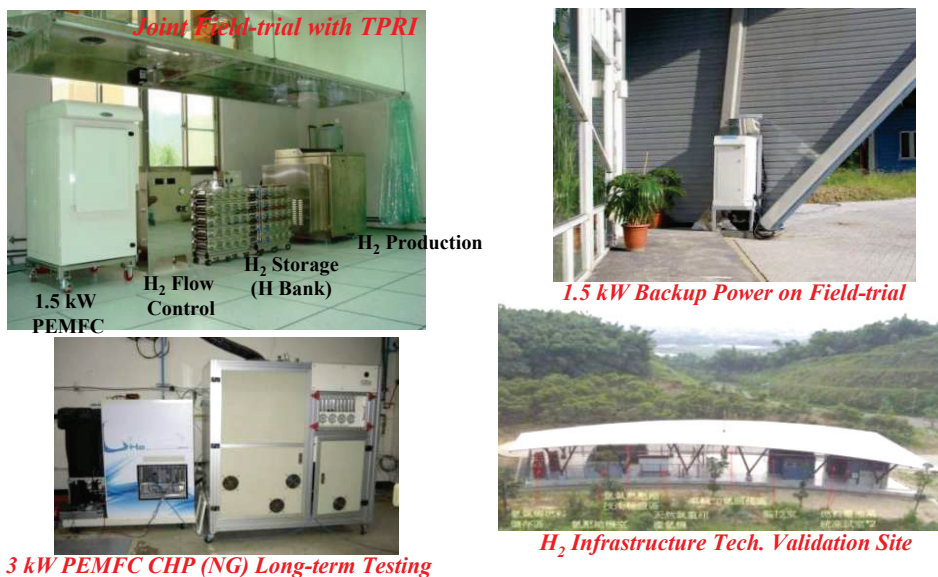 Joint Field-trial with TPRI
H₂ Production
H₂ Storage
(H Bank)
H₂ Flow
Control
1.5 kW
PEMFC
1.5 kW Backup Power on Field-trial
3 kW PEMFC CHP (NG) Long-term Testing
H₂ Infrastructure Tech. Validation Site